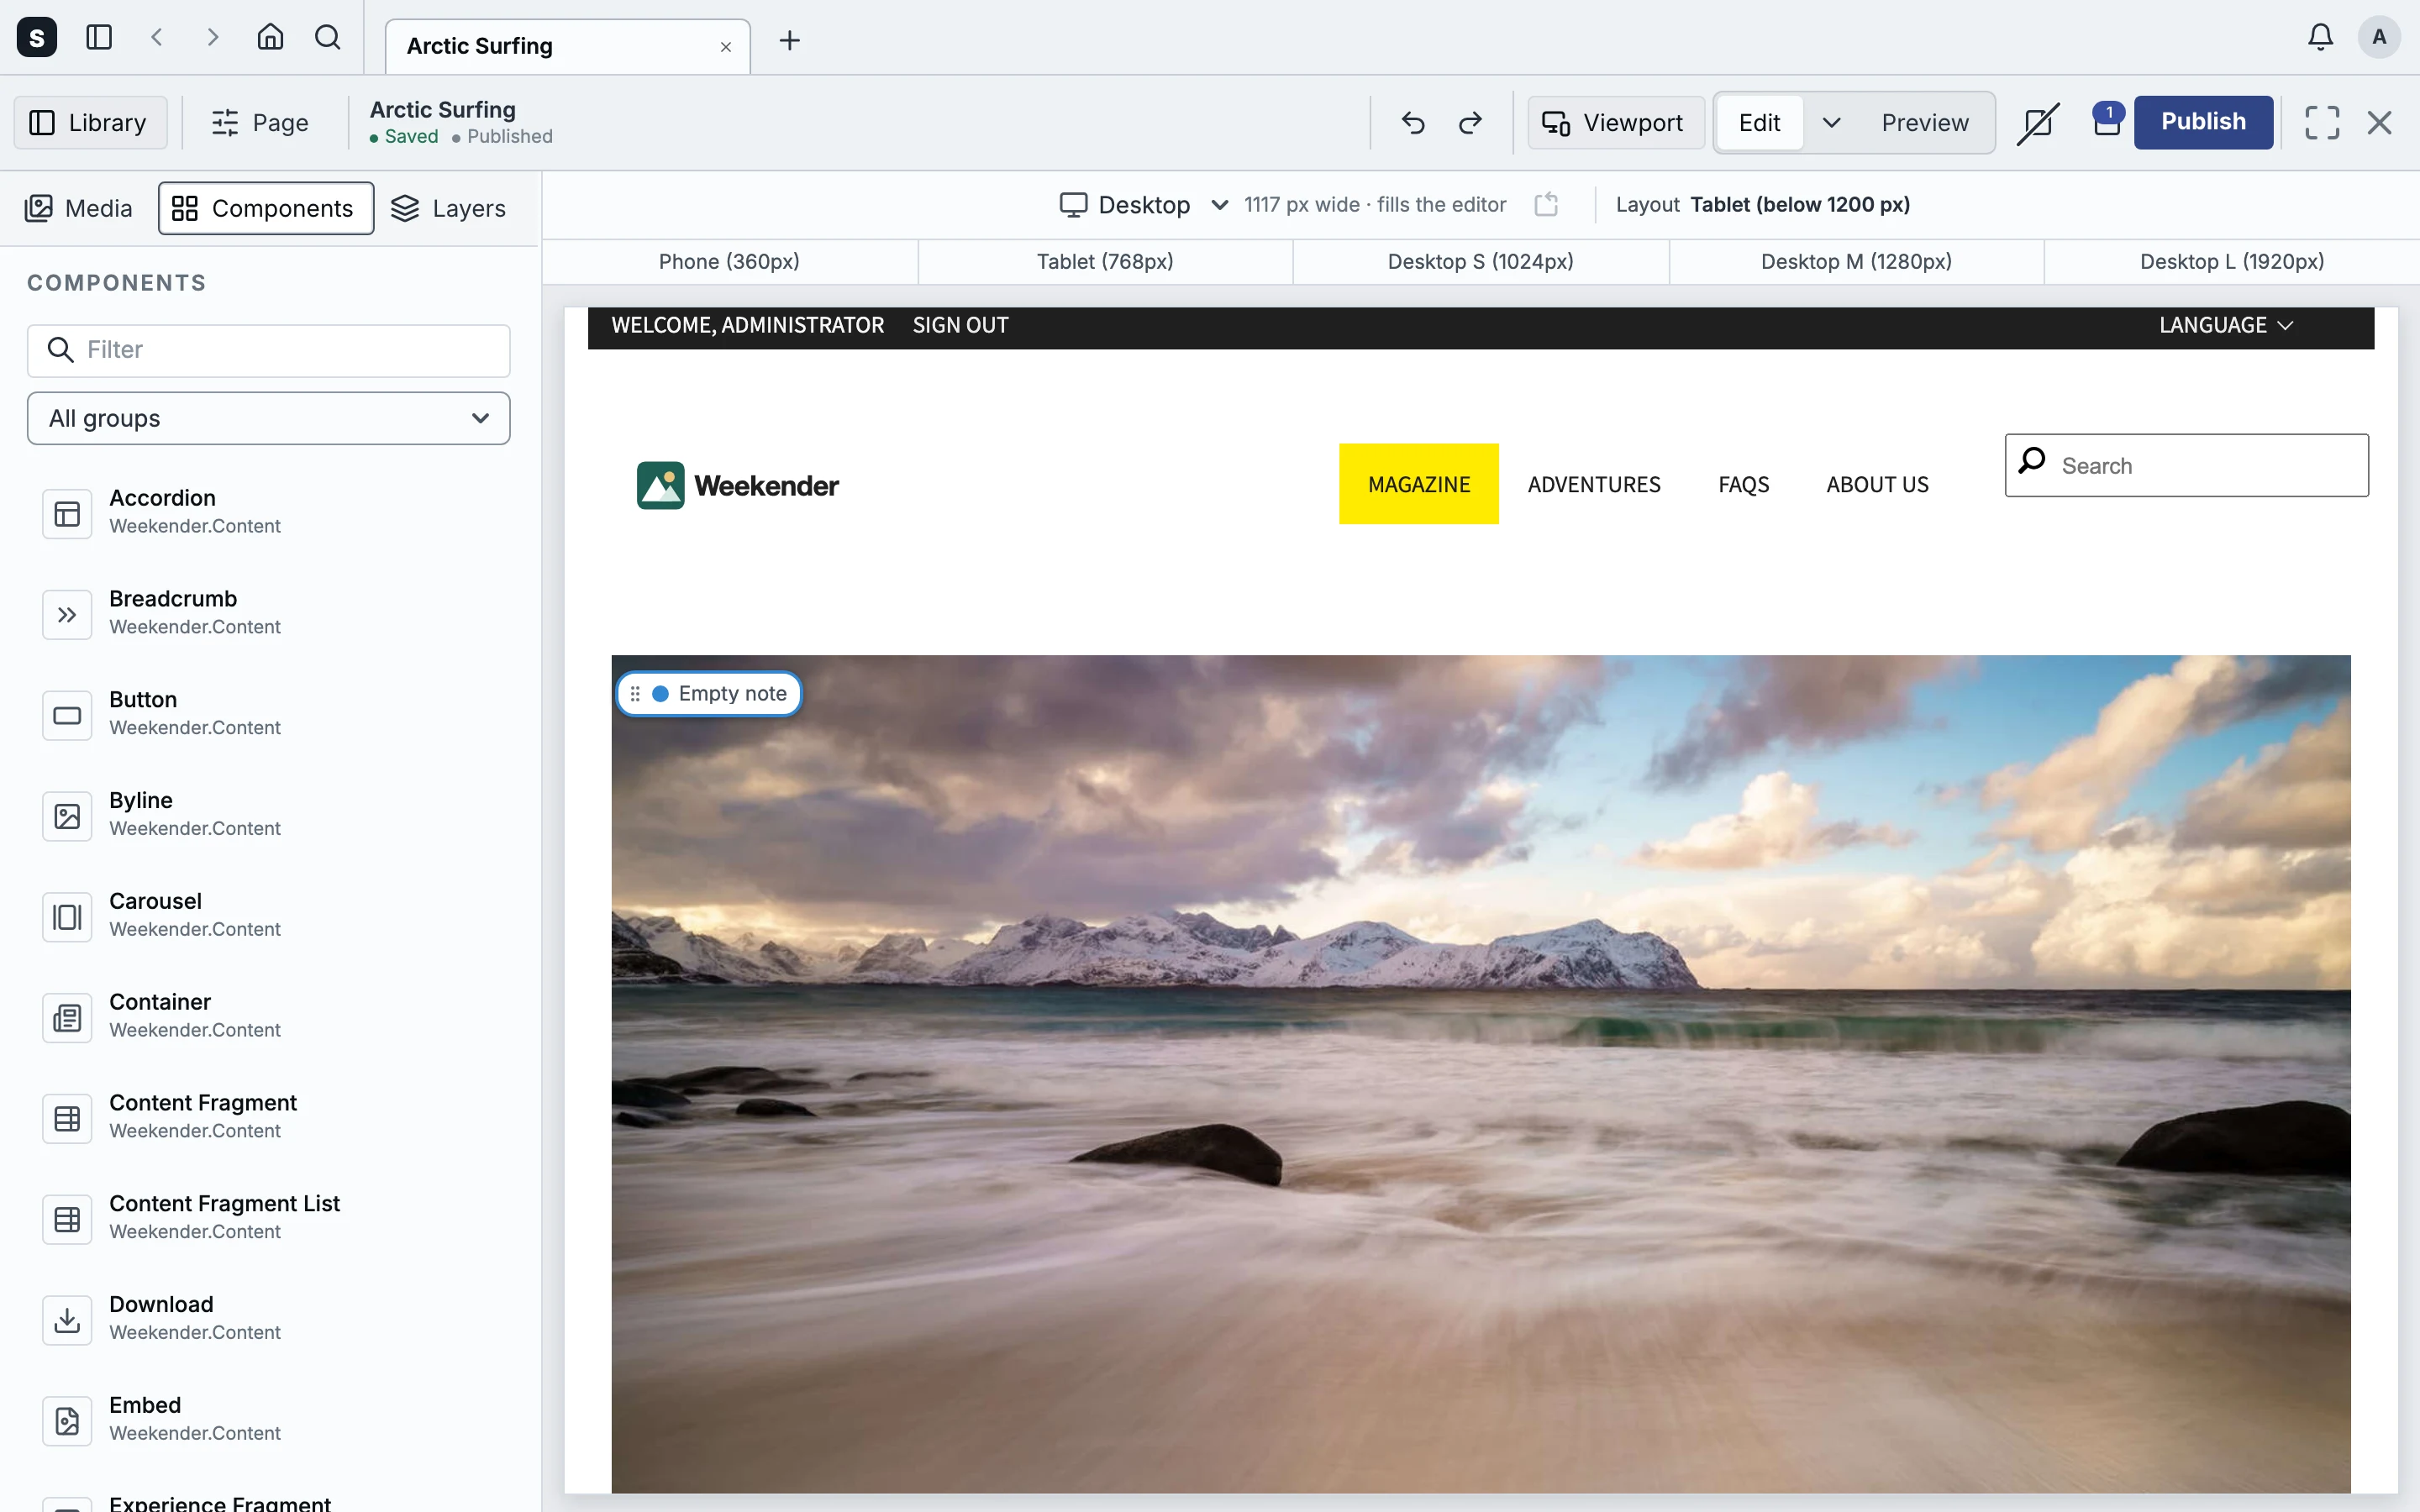 S
Arctic Surfing
A
Library
Page
Arctic Surfing
Saved Published
Viewport
Edit
Preview
1
Publish
Media
Components
Layers
Desktop
1117 px wide · fills the editor
Layout Tablet (below 1200 px)
Phone (360px)
Tablet (768px)
Desktop S (1024px)
Desktop M (1280px)
Desktop L (1920px)
COMPONENTS
Filter
All groups
Accordion
Weekender.Content
Breadcrumb
Weekender.Content
Button
Weekender.Content
Byline
Weekender.Content
Carousel
Weekender.Content
Container
Weekender.Content
Content Fragment
Weekender.Content
Content Fragment List
Weekender.Content
Download
Weekender.Content
Embed
Weekender.Content
Experience Fragment
WELCOME, ADMINISTRATOR
SIGN OUT
LANGUAGE
Weekender
MAGAZINE
ADVENTURES
FAQS
ABOUT US
Search
Empty note